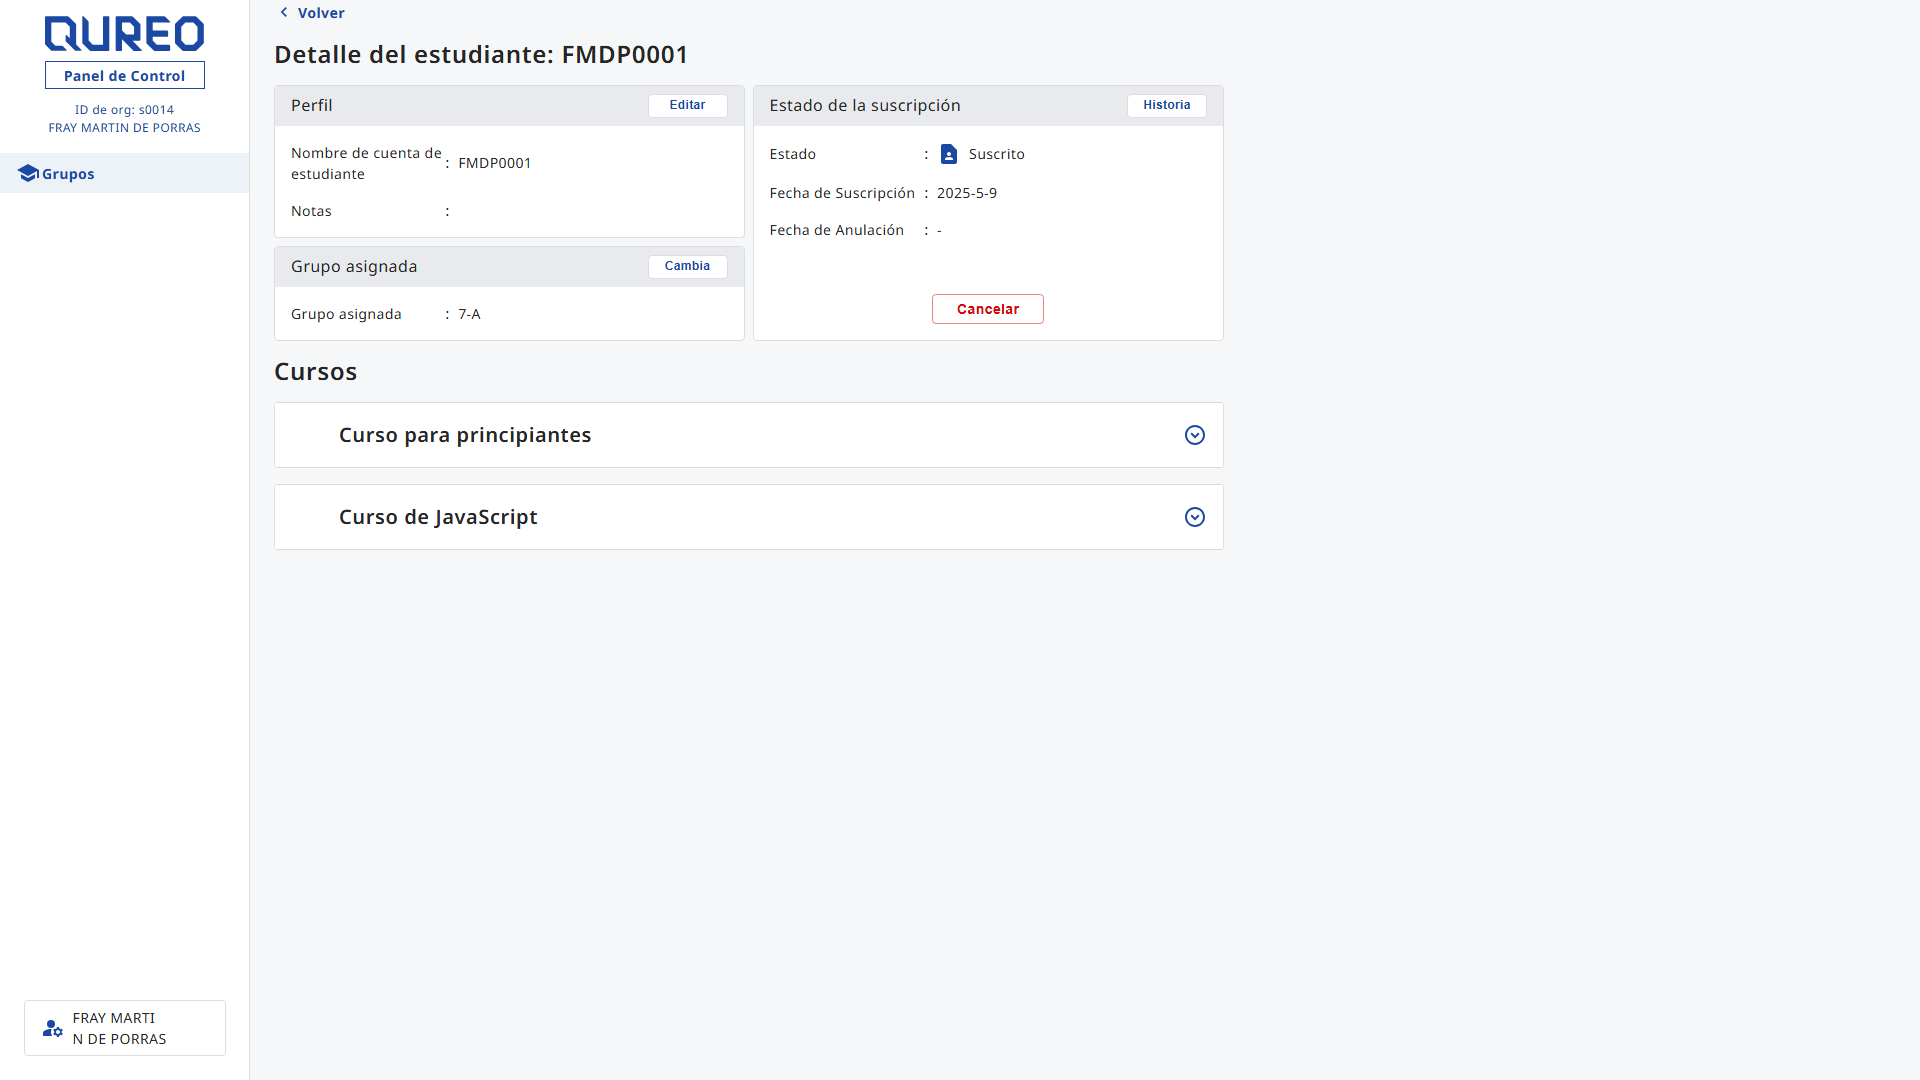 QUREO
Panel de Control
ID de org: s0014
FRAY MARTIN DE PORRAS
Grupos
FRAY MARTI
N DE PORRAS
Volver
Detalle del estudiante: FMDP0001
Perfil
Editar
Nombre de cuenta de
estudiante
: FMDP0001
Notas :
Grupo asignada
Cambia
Grupo asignada : 7-A
Estado de la suscripción
Historia
Estado : Suscrito
Fecha de Suscripción : 2025-5-9
Fecha de Anulación : -
Cancelar
Cursos
Curso para principiantes
Curso de JavaScript